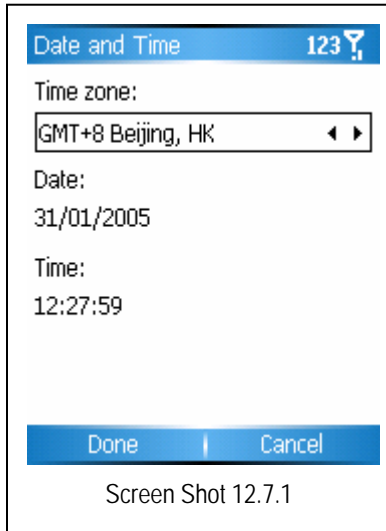 Date and Time 123
Time zone:
GMT+8 Beijing, HK
Date:
31/01/2005
Time:
12:27:59
Done Cancel
Screen Shot 12.7.1